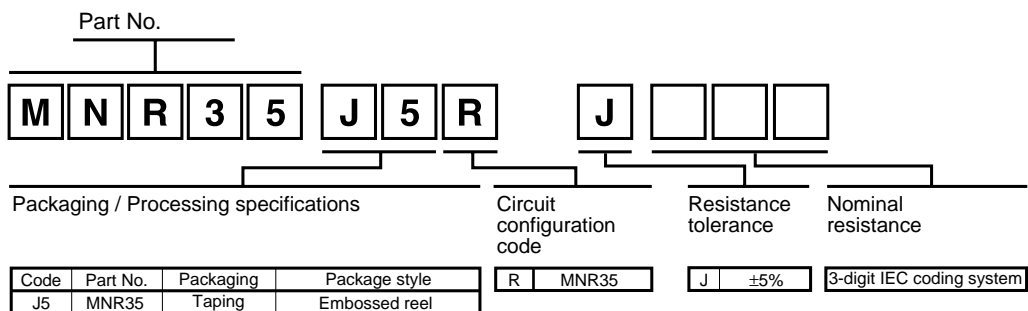 Part No.
M N R 3 5 J 5 R J
Packaging / Processing specifications
Circuit
configuration
code
Resistance
tolerance
Nominal
resistance
Code Part No. Packaging Package style
J5 MNR35 Taping Embossed reel
R MNR35
J ±5%
3-digit IEC coding system